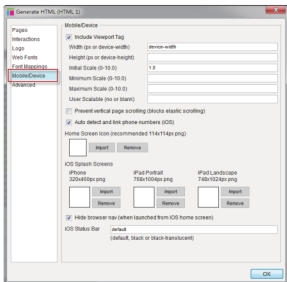 Generate HTML (HTML 1)
Pages
Interactions
Logo
Web Fonts
Font Mappings
Mobile/Device
Advanced
Mobile/Device
Include Viewport Tag
Width (px or device-width) device-width
Height (px or device-height)
Initial Scale (0-10.0) 1.0
Minimum Scale (0-10.0)
Maximum Scale (0-10.0)
User Scalable (no or blank)
Prevent vertical page scrolling (blocks elastic scrolling)
Auto detect and link phone numbers (iOS)
Home Screen Icon (recommended 114x114px.png)
Import Remove
iOS Splash Screens
iPhone iPad Portrait iPad Landscape
320x460px.png 768x1004px.png 748x1024px.png
Import Import Import
Remove Remove Remove
Hide browser nav (when launched from iOS home screen)
iOS Status Bar default
(default, black or black-translucent)
OK